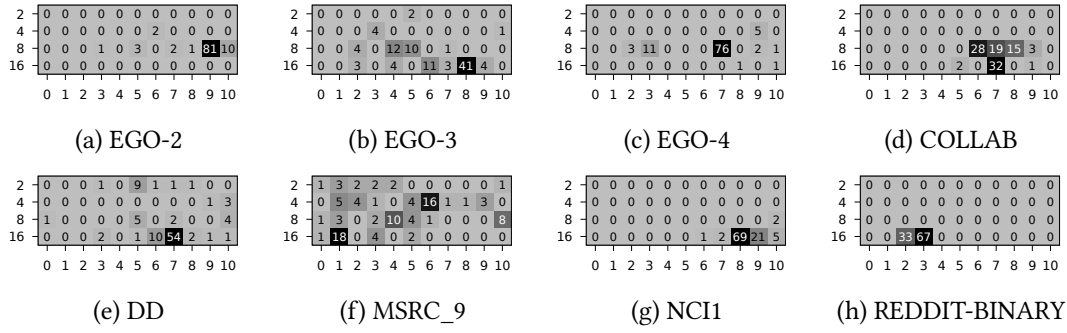 2 0 0 0 0 0 0 0 0 0 0 0
4 0 0 0 0 0 0 2 0 0 0 0
8 0 0 0 1 0 3 0 2 1 81 10
16 0 0 0 0 0 0 0 0 0 0 0
0 1 2 3 4 5 6 7 8 9 10
(a) EGO-2
2 0 0 0 0 0 2 0 0 0 0 0
4 0 0 0 4 0 0 0 0 0 0 1
8 0 0 4 0 12 10 0 1 0 0 0
16 0 0 3 0 4 0 11 3 41 4 0
0 1 2 3 4 5 6 7 8 9 10
(b) EGO-3
2 0 0 0 0 0 0 0 0 0 0 0
4 0 0 0 0 0 0 0 0 0 5 0
8 0 0 3 11 0 0 0 76 0 2 1
16 0 0 0 0 0 0 0 0 1 0 1
0 1 2 3 4 5 6 7 8 9 10
(c) EGO-4
2 0 0 0 0 0 0 0 0 0 0 0
4 0 0 0 0 0 0 0 0 0 0 0
8 0 0 0 0 0 0 28 19 15 3 0
16 0 0 0 0 0 2 0 32 0 1 0
0 1 2 3 4 5 6 7 8 9 10
(d) COLLAB
2 0 0 0 1 0 9 1 1 1 0 0
4 0 0 0 0 0 0 0 0 0 1 3
8 1 0 0 0 0 5 0 2 0 0 4
16 0 0 0 2 0 1 10 54 2 1 1
0 1 2 3 4 5 6 7 8 9 10
(e) DD
2 1 3 2 2 2 0 0 0 0 0 1
4 0 5 4 1 0 4 16 1 1 3 0
8 1 3 0 2 10 4 1 0 0 0 8
16 1 18 0 4 0 2 0 0 0 0 0
0 1 2 3 4 5 6 7 8 9 10
(f) MSRC_9
2 0 0 0 0 0 0 0 0 0 0 0
4 0 0 0 0 0 0 0 0 0 0 0
8 0 0 0 0 0 0 0 0 0 0 2
16 0 0 0 0 0 0 1 2 69 21 5
0 1 2 3 4 5 6 7 8 9 10
(g) NCI1
2 0 0 0 0 0 0 0 0 0 0 0
4 0 0 0 0 0 0 0 0 0 0 0
8 0 0 0 0 0 0 0 0 0 0 0
16 0 0 33 67 0 0 0 0 0 0 0
0 1 2 3 4 5 6 7 8 9 10
(h) REDDIT-BINARY